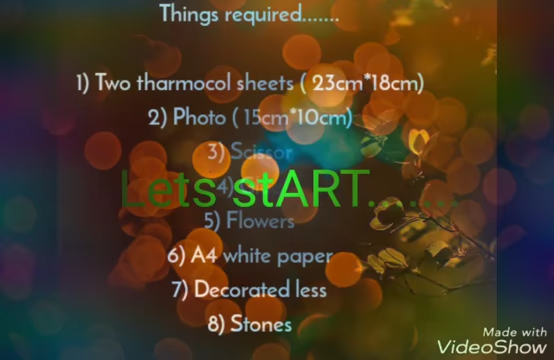 Things required.......
1) Two tharmocol sheets ( 23cm*18cm)
2) Photo ( 15cm*10cm)
3) Scissor
4)
Lets stART.......
5) Flowers
6) A4 white paper
7) Decorated less
8) Stones
Made with
VideoShow